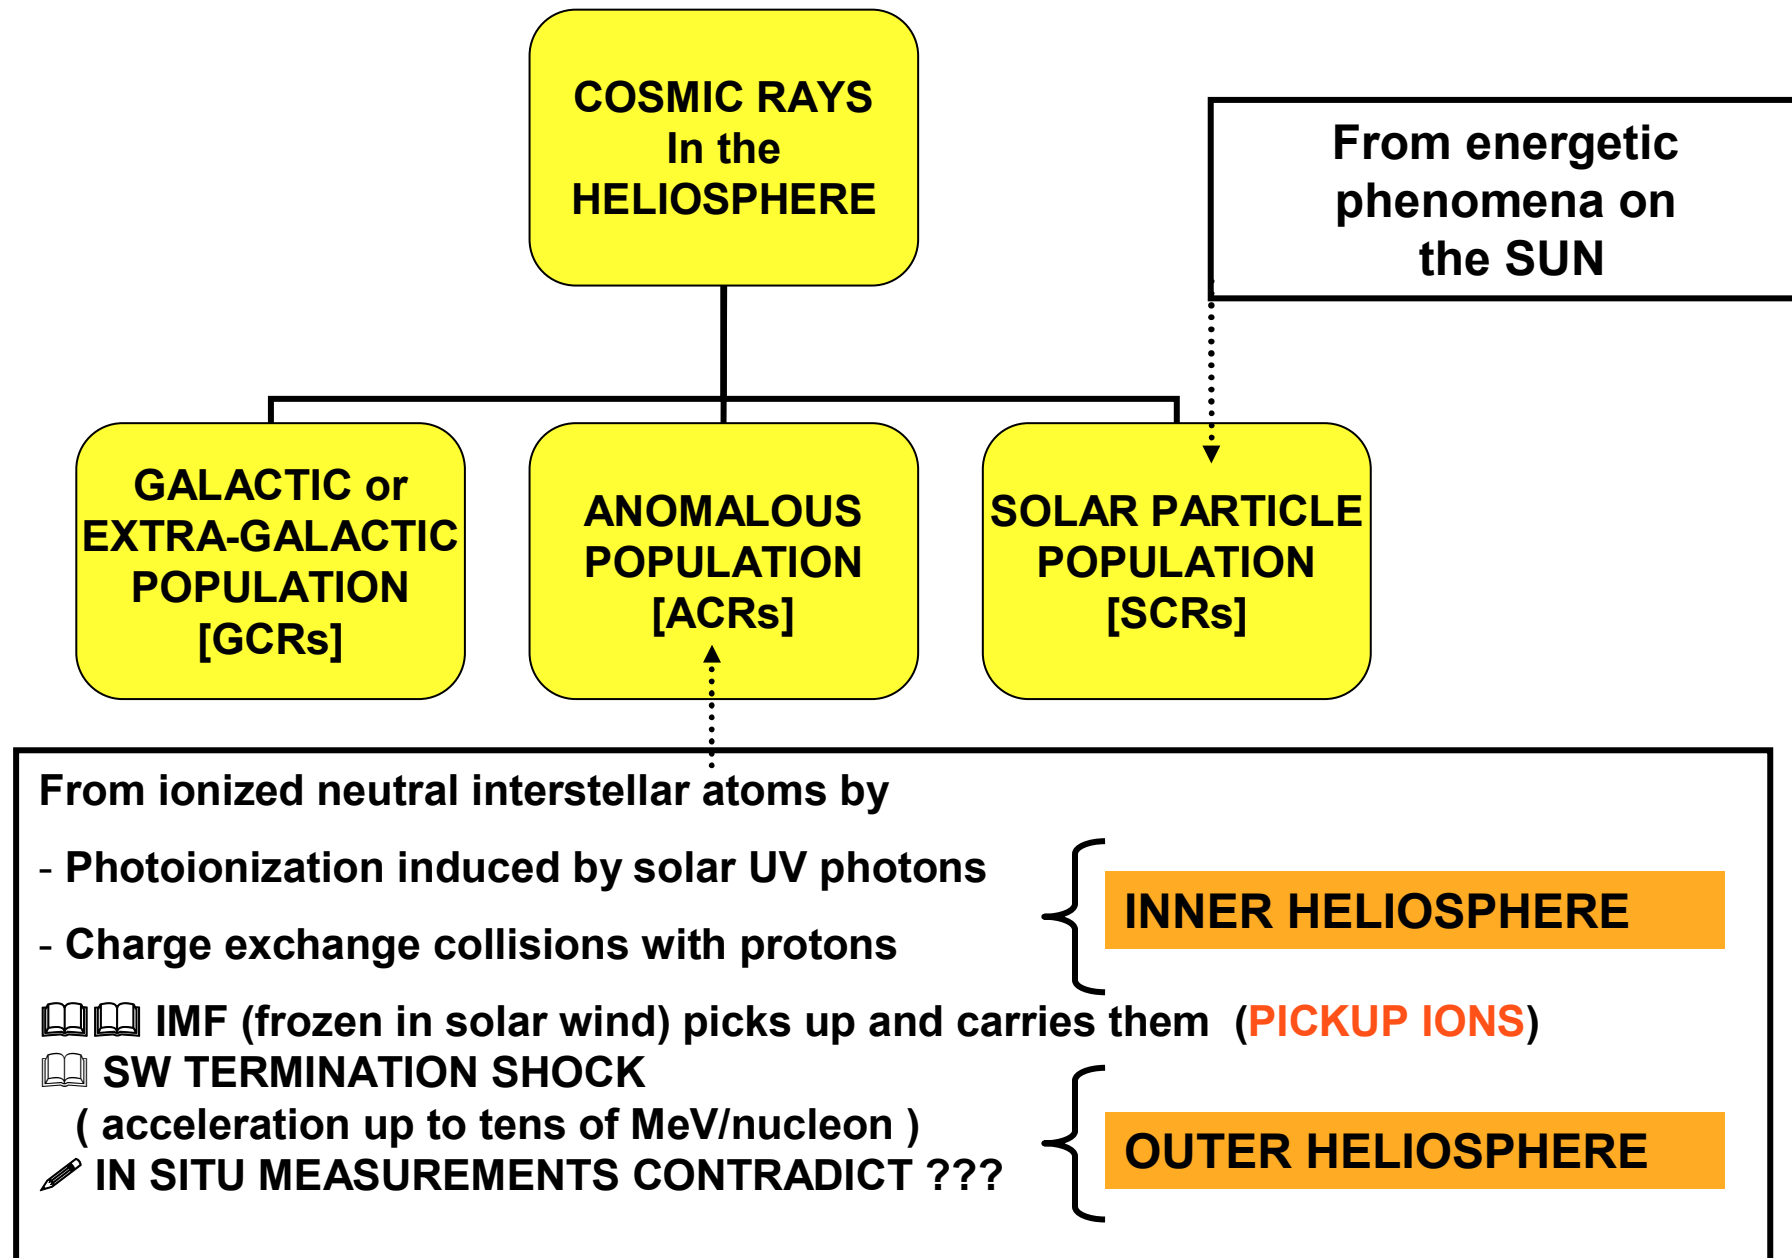 COSMIC RAYS
In the
HELIOSPHERE
From energetic
phenomena on
the SUN
GALACTIC or
EXTRA-GALACTIC
POPULATION
[GCRs]
ANOMALOUS
POPULATION
[ACRs]
SOLAR PARTICLE
POPULATION
[SCRs]
From ionized neutral interstellar atoms by
- Photoionization induced by solar UV photons
- Charge exchange collisions with protons
INNER HELIOSPHERE
🕮🕮 IMF (frozen in solar wind) picks up and carries them (PICKUP IONS)
🕮 SW TERMINATION SHOCK
( acceleration up to tens of MeV/nucleon )
✎ IN SITU MEASUREMENTS CONTRADICT ???
OUTER HELIOSPHERE